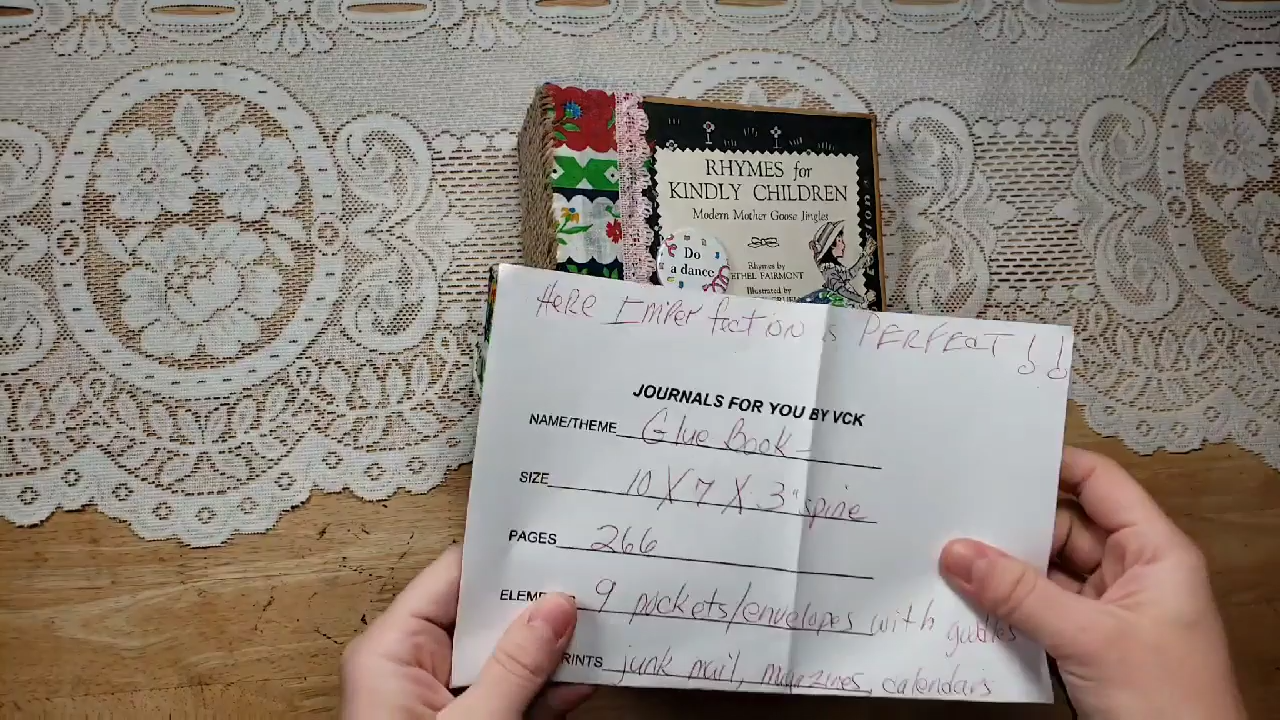 RHYMES for
KINDLY CHILDREN
Modern Mother Goose Jingles
Do
a dance
Rhymes by
ETHEL FAIRMONT
Illustrated by
HERE Imperfection is PERFECT!!
JOURNALS FOR YOU BY VCK
NAME/THEME Glue Book -
SIZE 10 X 7 X 3" spine
PAGES 266
9 pockets/envelopes with
junk mail, magazines, calendars